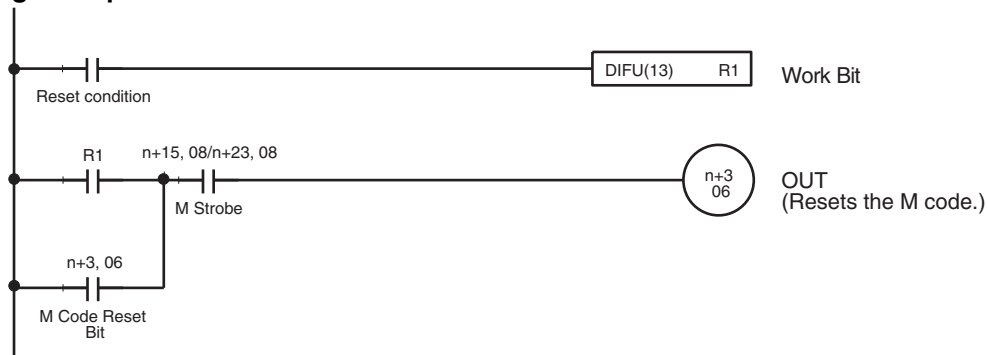 DIFU(13) R1
Work Bit
Reset condition
R1
n+15, 08/n+23, 08
M Strobe
n+3
06
OUT
(Resets the M code.)
n+3, 06
M Code Reset
Bit